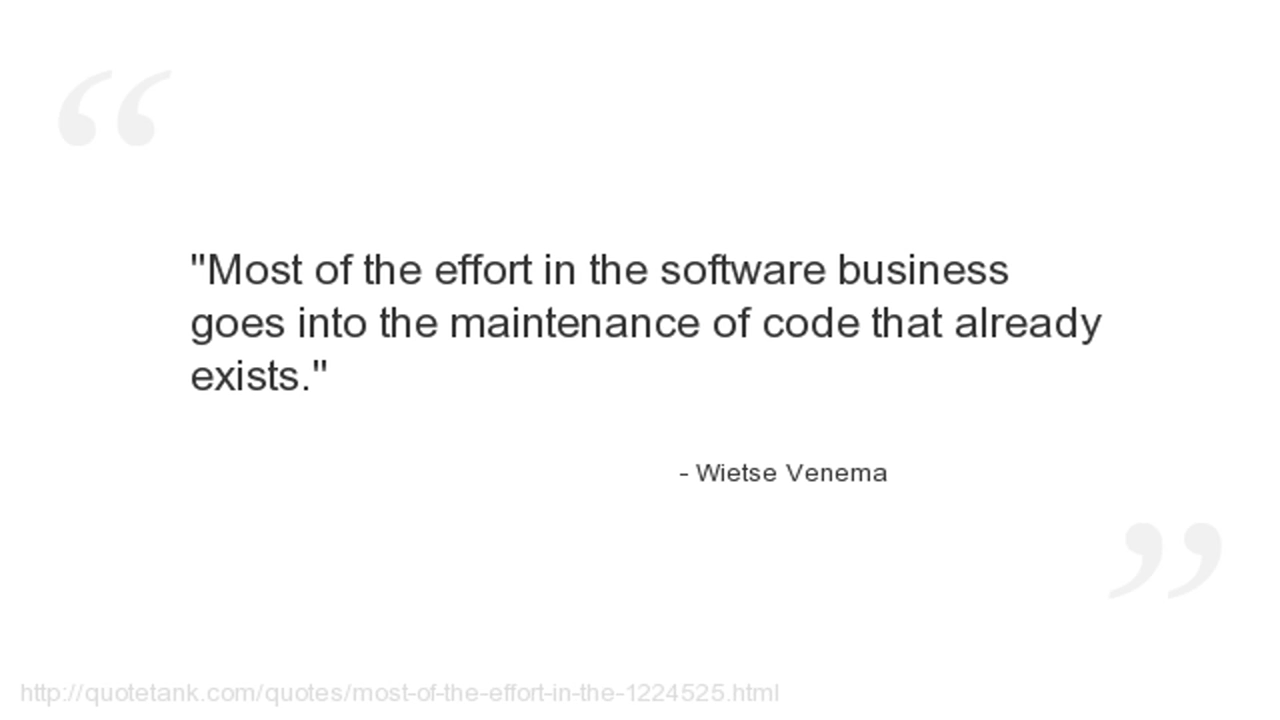 "Most of the effort in the software business
goes into the maintenance of code that already
exists."
- Wietse Venema
http://quotetank.com/quotes/most-of-the-effort-in-the-1224525.html